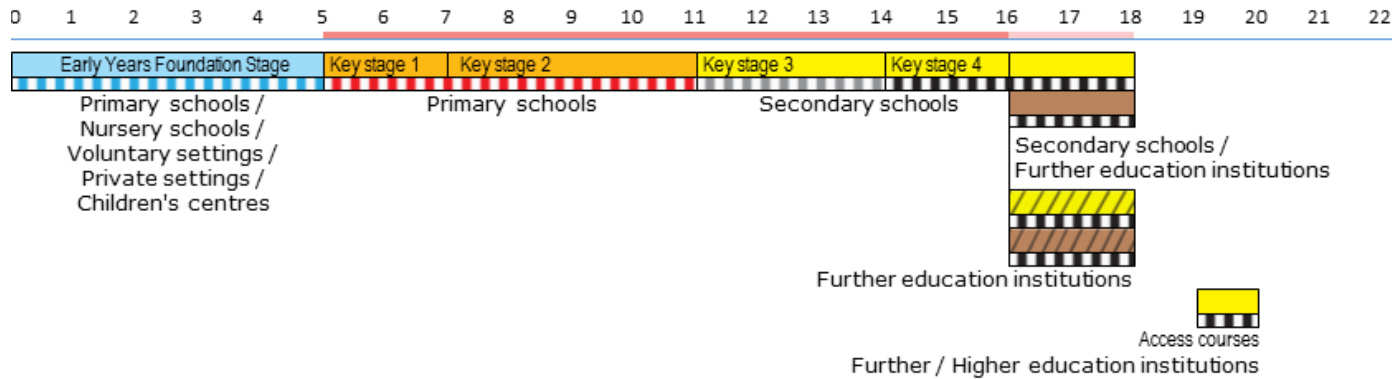 0 1 2 3 4 5 6 7 8 9 10 11 12 13 14 15 16 17 18 19 20 21 22
Early Years Foundation Stage Key stage 1 Key stage 2 Key stage 3 Key stage 4
Primary schools /
Nursery schools /
Voluntary settings /
Private settings /
Children's centres
Primary schools
Secondary schools
Secondary schools /
Further education institutions
Further education institutions
Access courses
Further / Higher education institutions